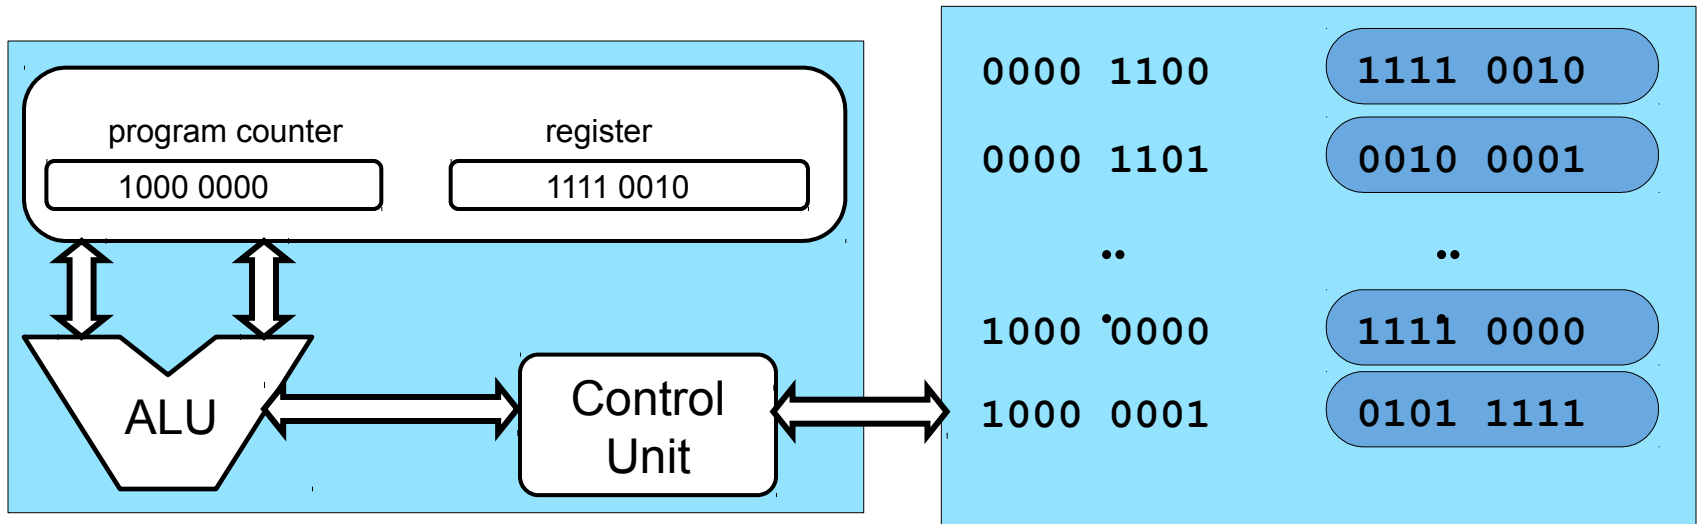 program counter
register
1000 0000
1111 0010
ALU
Control
Unit
0000 1100 1111 0010
0000 1101 0010 0001
.. ..
. .
1000 0000 1111 0000
1000 0001 0101 1111